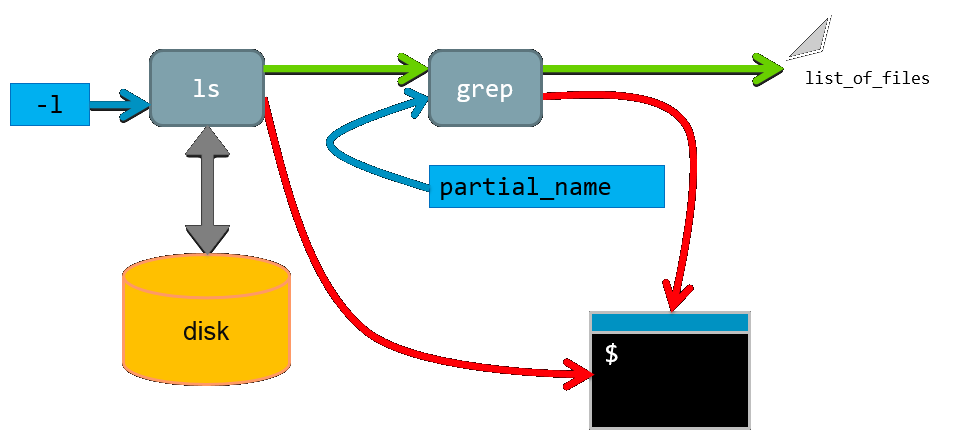 ls
grep
list_of_files
-l
partial_name
disk
$